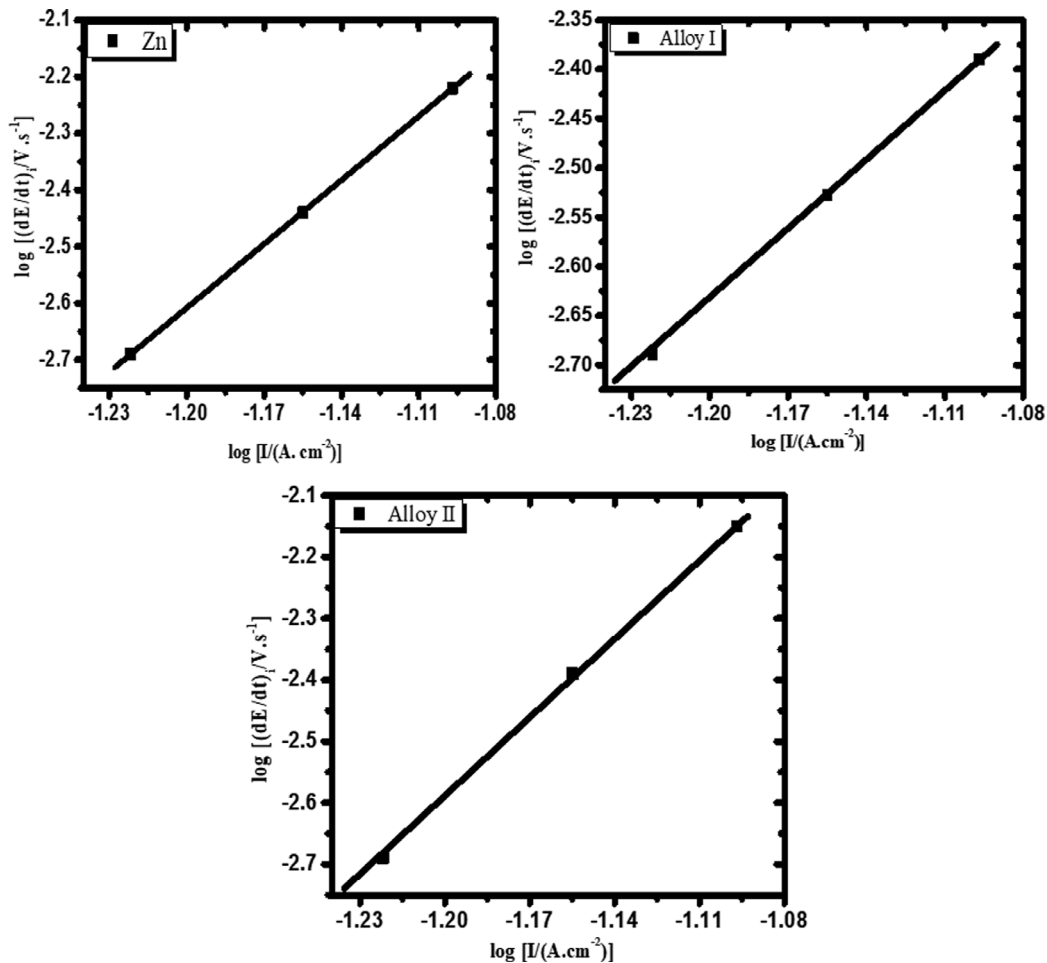 Zn
log [(dE/dt)ᵢ/V.s⁻¹]
-2.1
-2.2
-2.3
-2.4
-2.5
-2.6
-2.7
-1.23 -1.20 -1.17 -1.14 -1.11 -1.08
log [I/(A. cm⁻²)]
Alloy I
log [(dE/dt)ᵢ/V.s⁻¹]
-2.35
-2.40
-2.45
-2.50
-2.55
-2.60
-2.65
-2.70
-1.23 -1.20 -1.17 -1.14 -1.11 -1.08
log [I/(A.cm⁻²)]
Alloy II
log [(dE/dt)ᵢ/V.s⁻¹]
-2.1
-2.2
-2.3
-2.4
-2.5
-2.6
-2.7
-1.23 -1.20 -1.17 -1.14 -1.11 -1.08
log [I/(A.cm⁻²)]